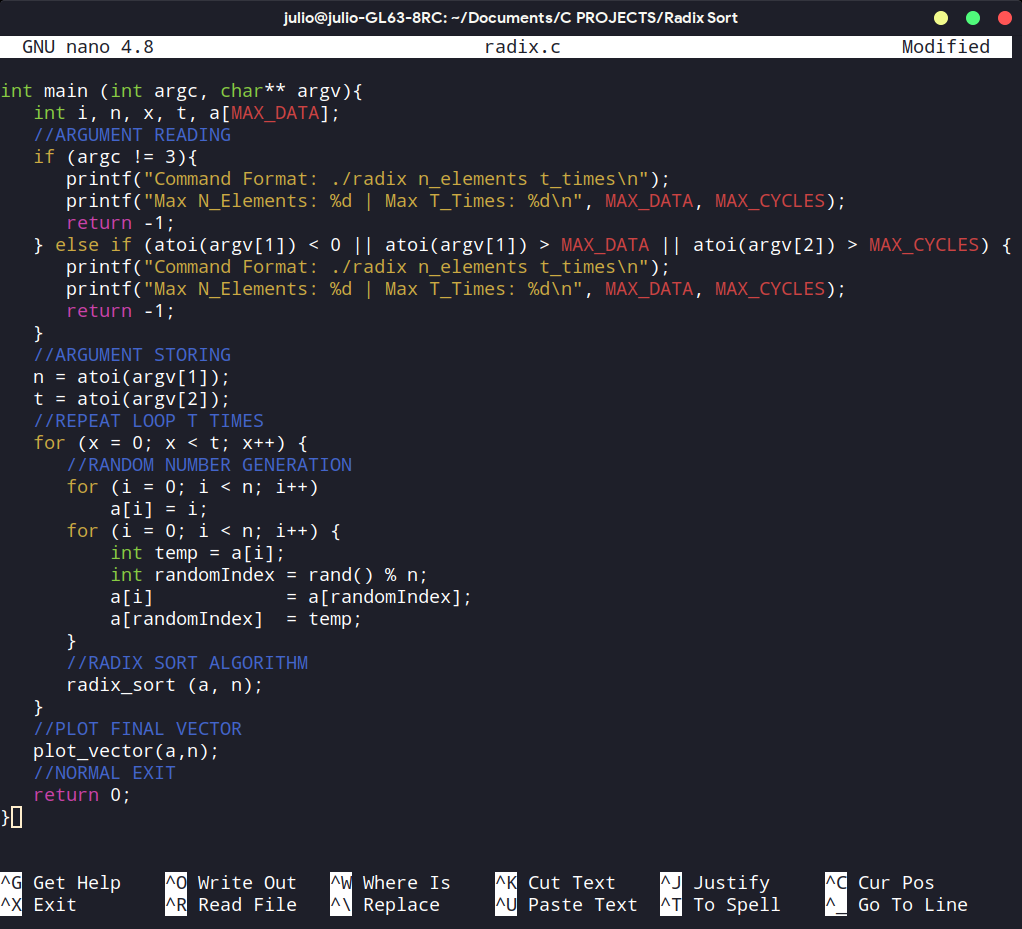 julio@julio-GL63-8RC: ~/Documents/C PROJECTS/Radix Sort
GNU nano 4.8 radix.c Modified
int main (int argc, char** argv){
   int i, n, x, t, a[MAX_DATA];
   //ARGUMENT READING
   if (argc != 3){
      printf("Command Format: ./radix n_elements t_times\n");
      printf("Max N_Elements: %d | Max T_Times: %d\n", MAX_DATA, MAX_CYCLES);
      return -1;
   } else if (atoi(argv[1]) < 0 || atoi(argv[1]) > MAX_DATA || atoi(argv[2]) > MAX_CYCLES) {
      printf("Command Format: ./radix n_elements t_times\n");
      printf("Max N_Elements: %d | Max T_Times: %d\n", MAX_DATA, MAX_CYCLES);
      return -1;
   }
   //ARGUMENT STORING
   n = atoi(argv[1]);
   t = atoi(argv[2]);
   //REPEAT LOOP T TIMES
   for (x = 0; x < t; x++) {
      //RANDOM NUMBER GENERATION
      for (i = 0; i < n; i++)
          a[i] = i;
      for (i = 0; i < n; i++) {
          int temp = a[i];
          int randomIndex = rand() % n;
          a[i]            = a[randomIndex];
          a[randomIndex]  = temp;
      }
      //RADIX SORT ALGORITHM
      radix_sort (a, n);
   }
   //PLOT FINAL VECTOR
   plot_vector(a,n);
   //NORMAL EXIT
   return 0;
}
^G Get Help ^O Write Out ^W Where Is ^K Cut Text ^J Justify ^C Cur Pos
^X Exit ^R Read File ^\ Replace ^U Paste Text ^T To Spell ^_ Go To Line